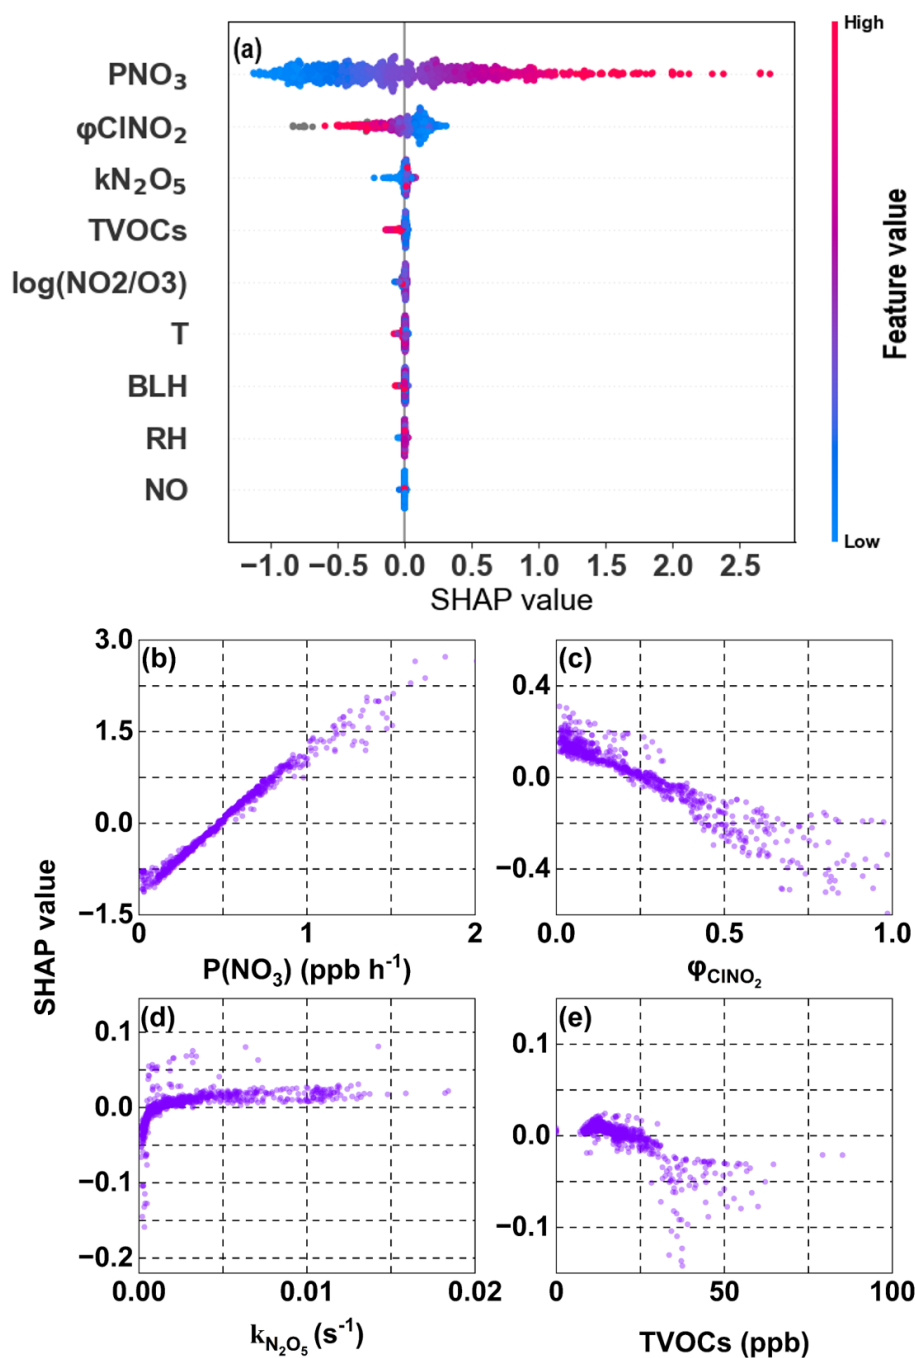 (a)
High
PNO₃
φClNO₂
kN₂O₅
TVOCs
log(NO2/O3)
T
BLH
RH
NO
Feature value
Low
−1.0 −0.5 0.0 0.5 1.0 1.5 2.0 2.5
SHAP value
SHAP value
(b)
3.0
1.5
0.0
−1.5
0 1 2
P(NO₃) (ppb h⁻¹)
(c)
0.4
0.0
−0.4
0.0 0.5 1.0
φClNO₂
(d)
0.1
0.0
−0.1
−0.2
0.00 0.01 0.02
kN₂O₅ (s⁻¹)
(e)
0.1
0.0
−0.1
0 50 100
TVOCs (ppb)